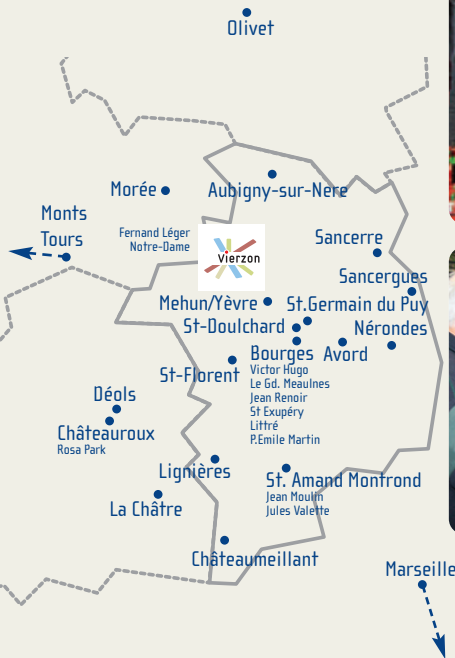 Olivet
Morée
Aubigny-sur-Nere
Monts
Tours
Fernand Léger
Notre-Dame
Vierzon
Sancerre
Sancergues
Mehun/Yèvre
St.Germain du Puy
St-Doulchard
Nérondes
Bourges
Avord
Victor Hugo
Le Gd. Meaulnes
Jean Renoir
St Exupéry
Littré
P.Emile Martin
St-Florent
Déols
Châteauroux
Rosa Park
Lignières
St. Amand Montrond
Jean Moulin
Jules Valette
La Châtre
Châteaumeillant
Marseille